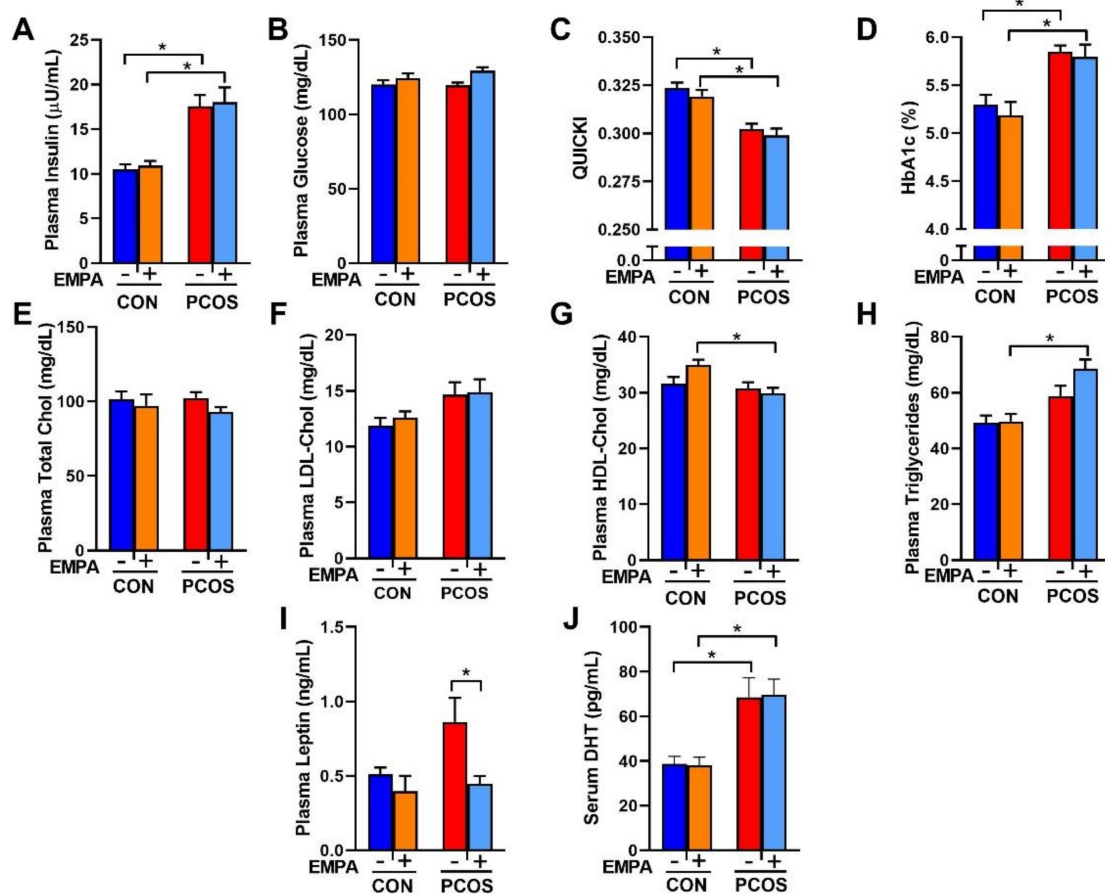 A
Plasma Insulin (µU/mL)
25
20
15
10
5
0
*
*
EMPA - + - +
CON PCOS
B
Plasma Glucose (mg/dL)
150
100
50
0
- + - +
CON PCOS
C
QUICKI
0.350
0.325
0.300
0.275
0.250
0.0
*
*
- + - +
CON PCOS
D
HbA1c (%)
6.0
5.5
5.0
4.5
4.0
0
*
*
- + - +
CON PCOS
E
Plasma Total Chol (mg/dL)
150
100
50
0
EMPA - + - +
CON PCOS
F
Plasma LDL-Chol (mg/dL)
20
15
10
5
0
EMPA - + - +
CON PCOS
G
Plasma HDL-Chol (mg/dL)
40
30
20
10
0
*
EMPA - + - +
CON PCOS
H
Plasma Triglycerides (mg/dL)
80
60
40
20
0
*
EMPA - + - +
CON PCOS
I
Plasma Leptin (ng/mL)
1.5
1.0
0.5
0.0
*
EMPA - + - +
CON PCOS
J
Serum DHT (pg/mL)
100
80
60
40
20
0
*
*
EMPA - + - +
CON PCOS